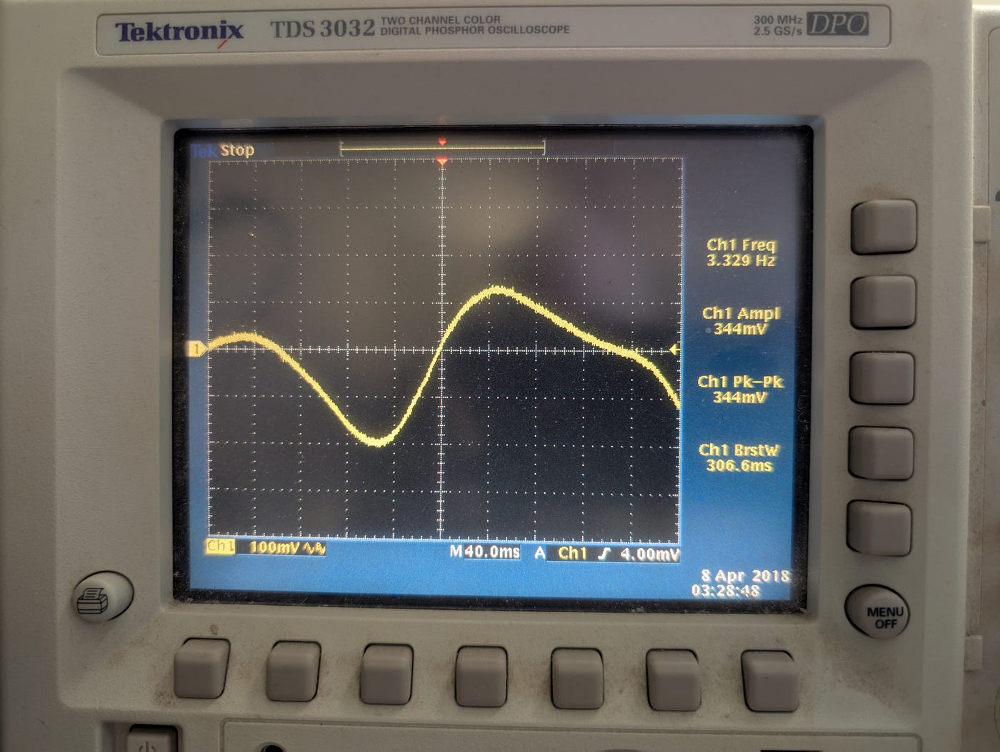 Tektronix TDS 3032 TWO CHANNEL COLOR
DIGITAL PHOSPHOR OSCILLOSCOPE
300 MHz
2.5 GS/s
DPO
Tek Stop
Ch1 Freq
3.329 Hz
Ch1 Ampl
344mV
1
Ch1 Pk-Pk
344mV
Ch1 BrstW
306.6ms
Ch1 100mV M 40.0ms A Ch1 4.00mV
8 Apr 2018
03:28:48
MENU
OFF